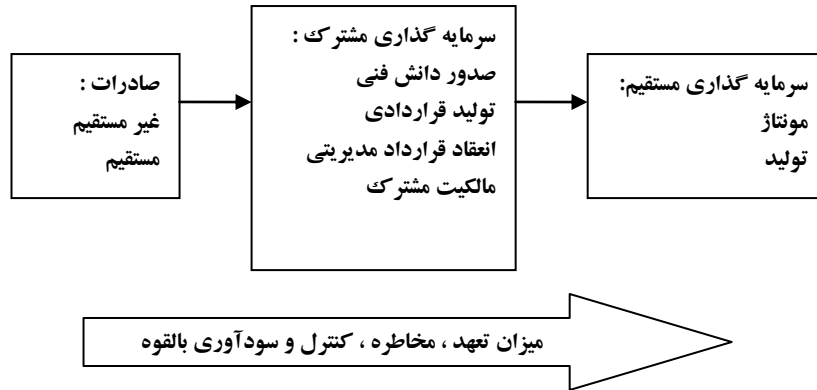 صادرات :
غیر مستقیم
مستقیم
سرمایه گذاری مشترک :
صدور دانش فنی
تولید قراردادی
انعقاد قرارداد مدیریتی
مالکیت مشترک
سرمایه گذاری مستقیم:
مونتاژ
تولید
میزان تعهد ، مخاطره ، کنترل و سودآوری بالقوه